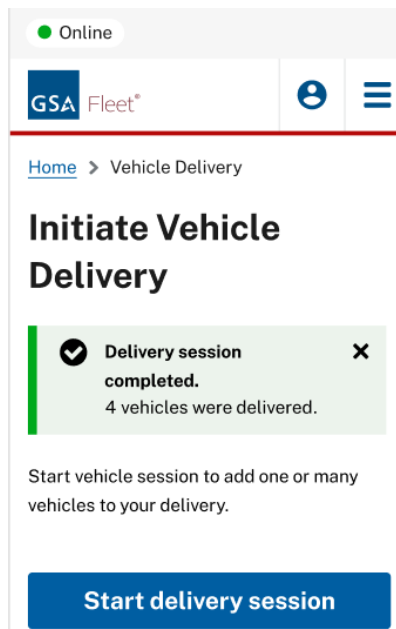 Online
GSA Fleet®
Home > Vehicle Delivery
Initiate Vehicle
Delivery
Delivery session
completed.
4 vehicles were delivered.
Start vehicle session to add one or many
vehicles to your delivery.
Start delivery session